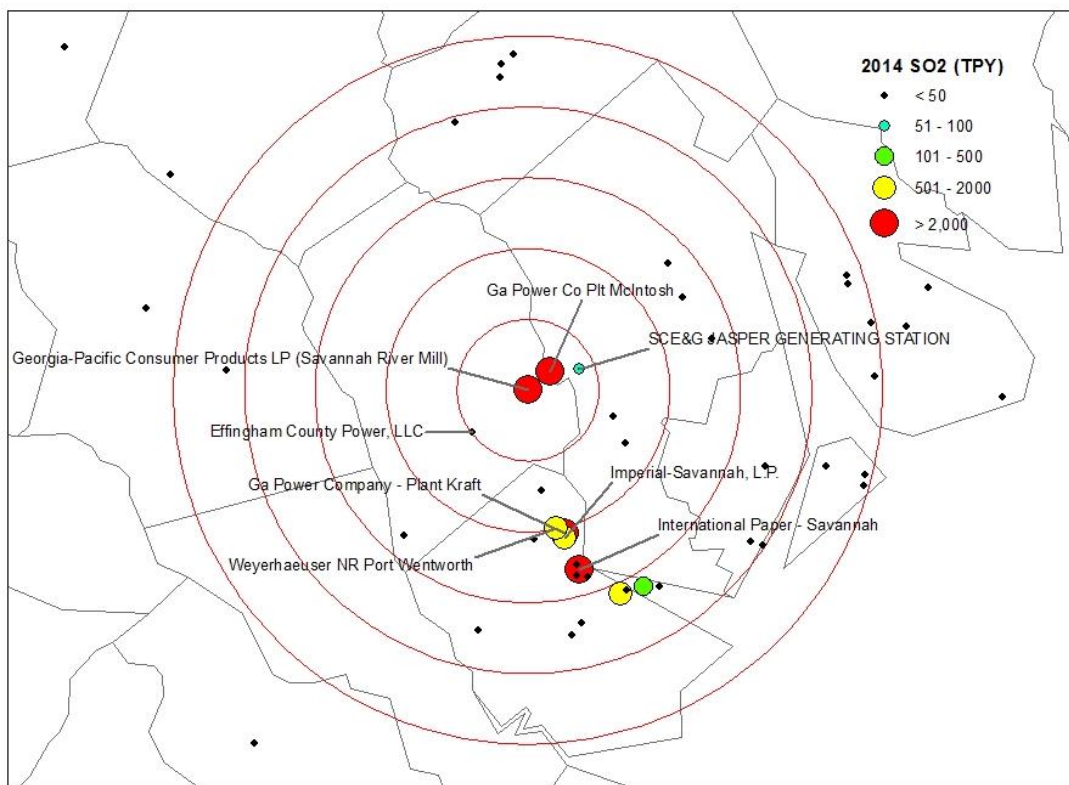 2014 SO2 (TPY)
< 50
51 - 100
101 - 500
501 - 2000
> 2,000
Ga Power Co Plt McIntosh
SCE&G JASPER GENERATING STATION
Georgia-Pacific Consumer Products LP (Savannah River Mill)
Effingham County Power, LLC
Imperial-Savannah, L.P.
Ga Power Company - Plant Kraft
International Paper - Savannah
Weyerhaeuser NR Port Wentworth